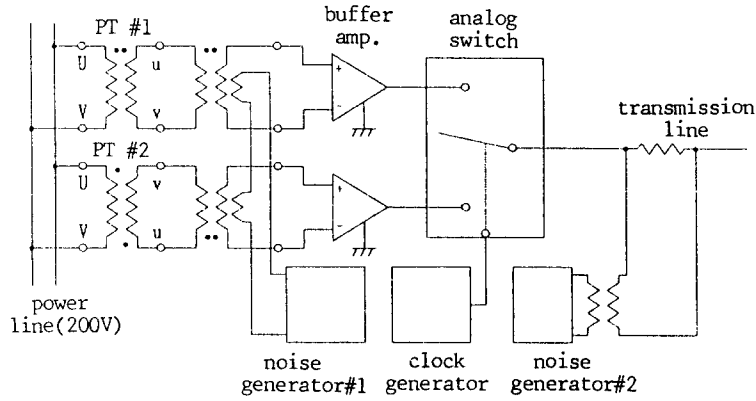 PT #1
buffer
amp.
analog
switch
U
u
+
V
v
-
transmission
line
PT #2
U
v
+
V
u
-
power
line(200V)
noise
generator#1
clock
generator
noise
generator#2